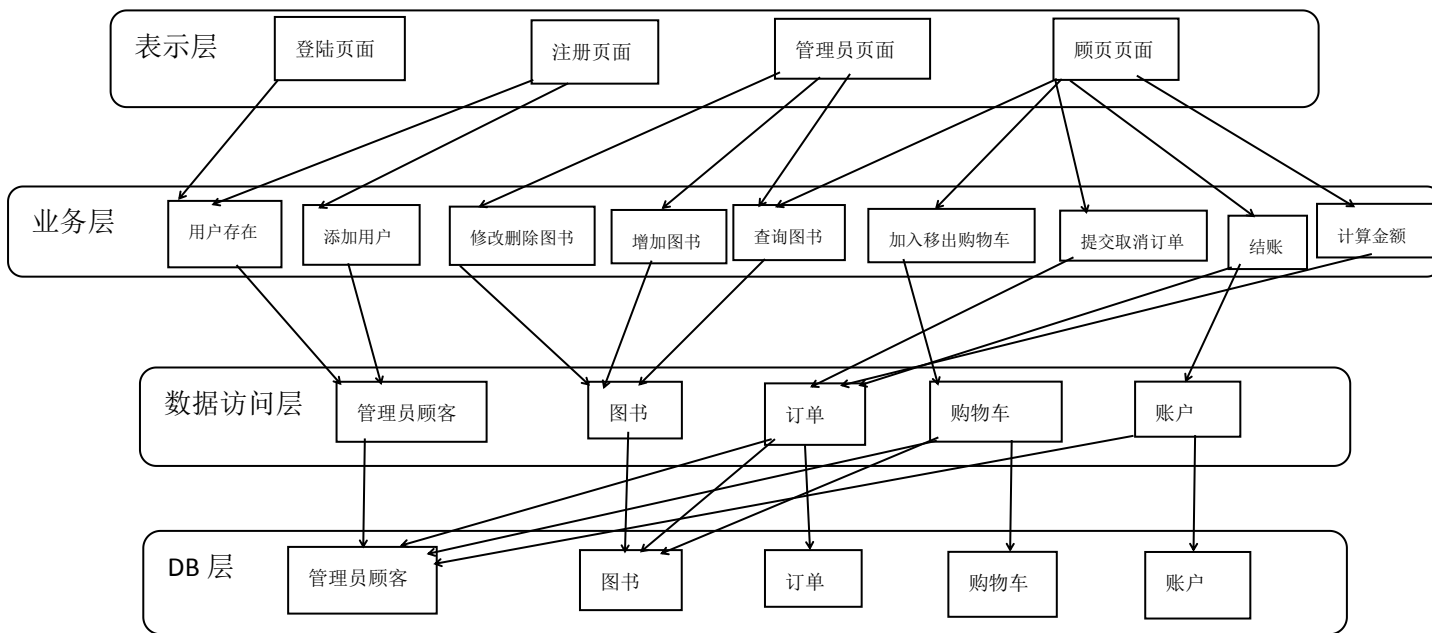 表示层
登陆页面
注册页面
管理员页面
顾页页面
业务层
用户存在
添加用户
修改删除图书
增加图书
查询图书
加入移出购物车
提交取消订单
结账
计算金额
数据访问层
管理员顾客
图书
订单
购物车
账户
DB 层
管理员顾客
图书
订单
购物车
账户